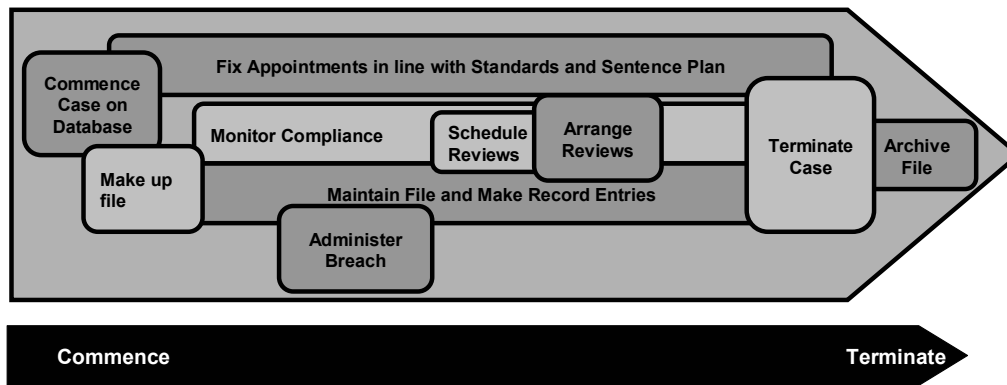 Fix Appointments in line with Standards and Sentence Plan
Commence
Case on
Database
Monitor Compliance
Schedule
Reviews
Arrange
Reviews
Terminate
Case
Archive
File
Make up
file
Maintain File and Make Record Entries
Administer
Breach
Commence
Terminate